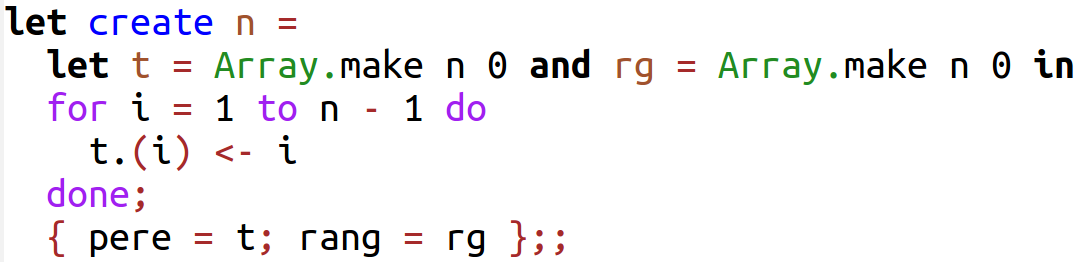 let create n =
  let t = Array.make n 0 and rg = Array.make n 0 in
  for i = 1 to n - 1 do
    t.(i) <- i
  done;
  { pere = t; rang = rg };;